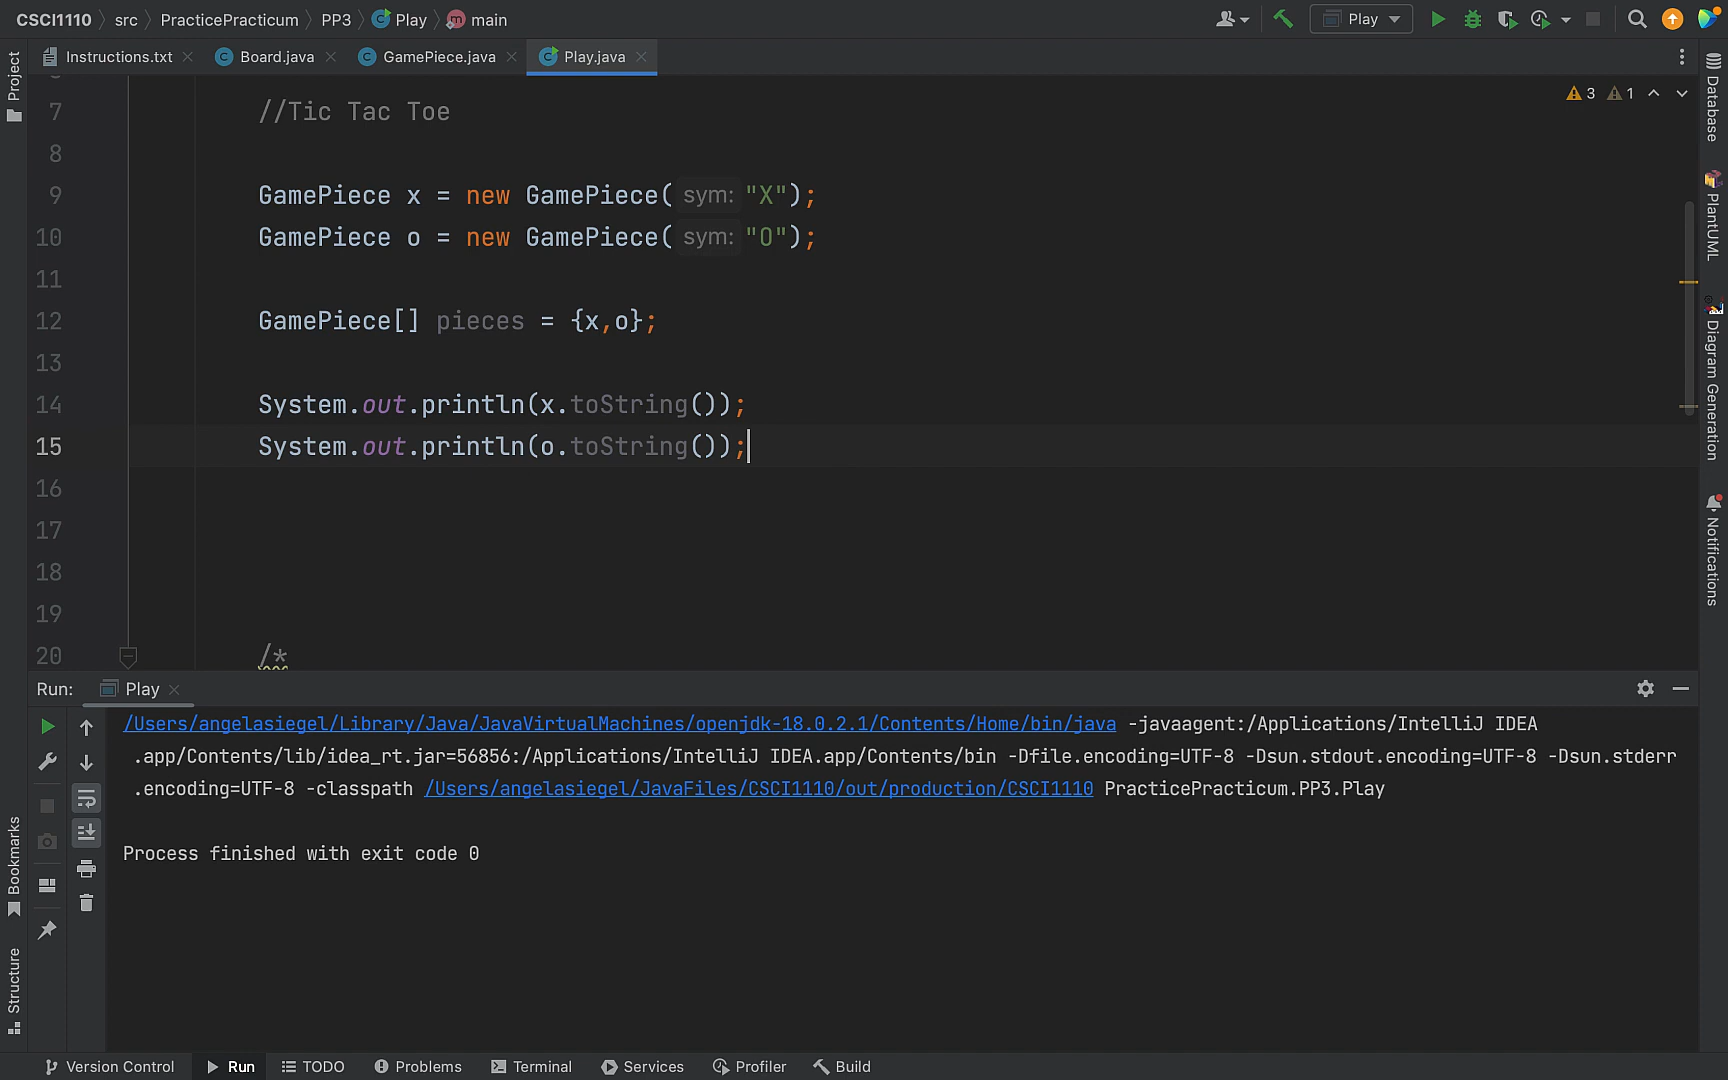 CSCI1110 src PracticePracticum PP3 Play main Play
Instructions.txt Board.java GamePiece.java Play.java
Project
Database
PlantUML
Diagram Generation
Notifications
3 1
7 //Tic Tac Toe
8
9 GamePiece x = new GamePiece( sym: "X");
10 GamePiece o = new GamePiece( sym: "O");
11
12 GamePiece[] pieces = {x,o};
13
14 System.out.println(x.toString());
15 System.out.println(o.toString());
16
17
18
19
20 /*
Run: Play
/Users/angelasiegel/Library/Java/JavaVirtualMachines/openjdk-18.0.2.1/Contents/Home/bin/java -javaagent:/Applications/IntelliJ IDEA
.app/Contents/lib/idea_rt.jar=56856:/Applications/IntelliJ IDEA.app/Contents/bin -Dfile.encoding=UTF-8 -Dsun.stdout.encoding=UTF-8 -Dsun.stderr
.encoding=UTF-8 -classpath /Users/angelasiegel/JavaFiles/CSCI1110/out/production/CSCI1110 PracticePracticum.PP3.Play
Process finished with exit code 0
Bookmarks
Structure
Version Control Run TODO Problems Terminal Services Profiler Build